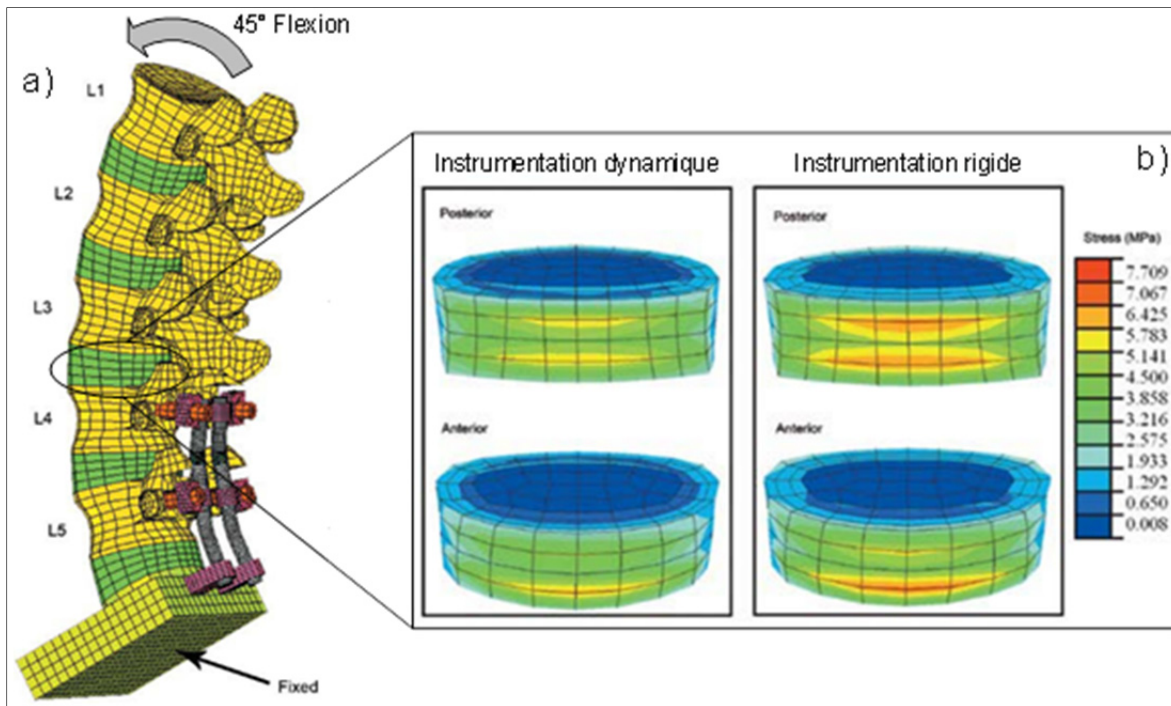 45° Flexion
a)
L1
L2
L3
L4
L5
Fixed
b)
Instrumentation dynamique
Instrumentation rigide
Posterior
Posterior
Anterior
Anterior
Stress (MPa)
7.709
7.067
6.425
5.783
5.141
4.500
3.858
3.216
2.575
1.933
1.292
0.650
0.008